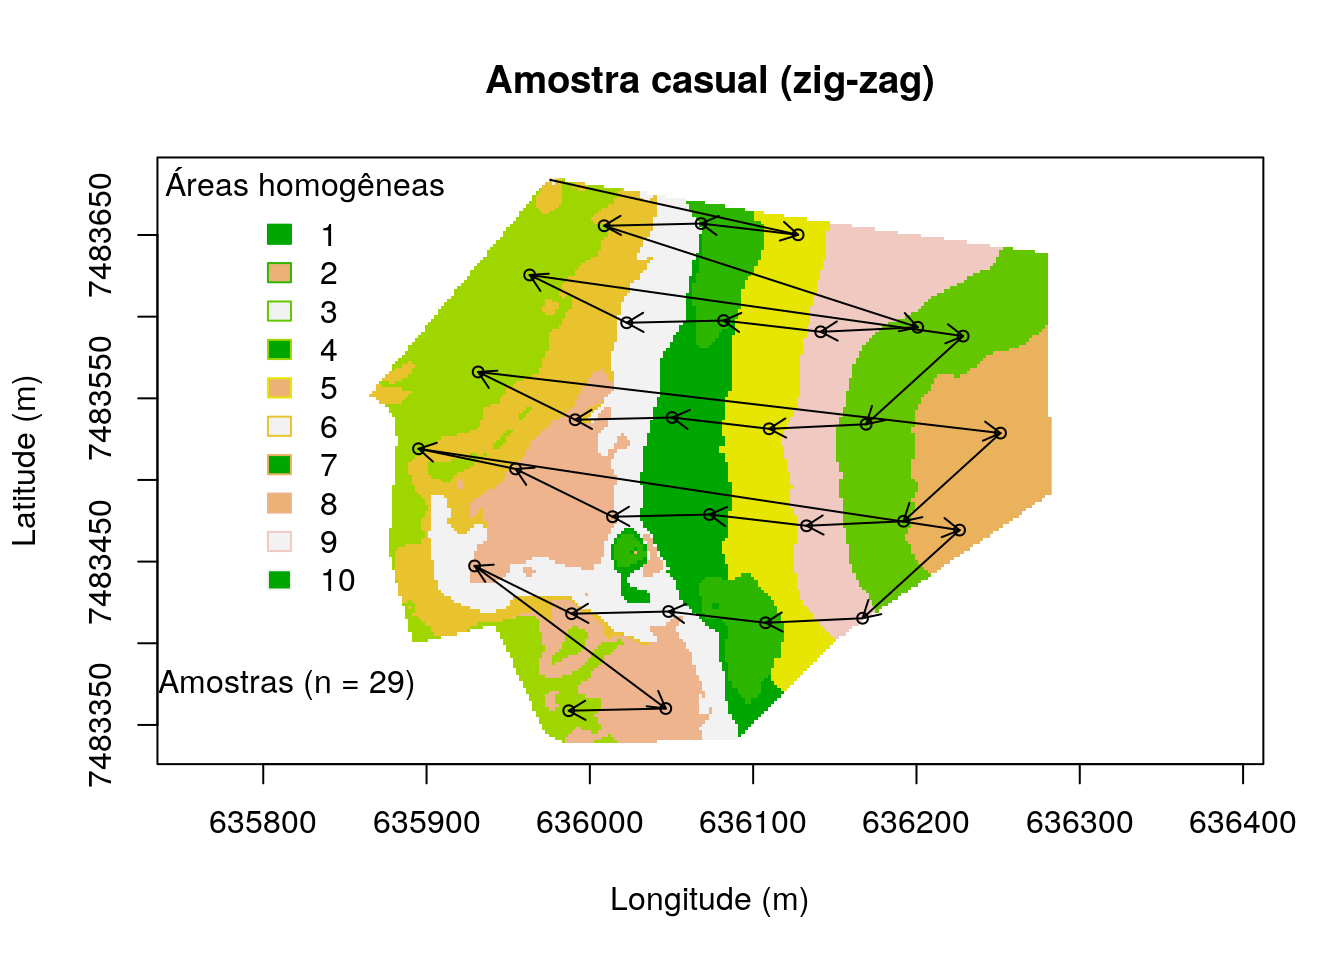 Amostra casual (zig-zag)
Áreas homogêneas
1
2
3
4
5
6
7
8
9
10
Amostras (n = 29)
Latitude (m)
7483350
7483450
7483550
7483650
635800 635900 636000 636100 636200 636300 636400
Longitude (m)